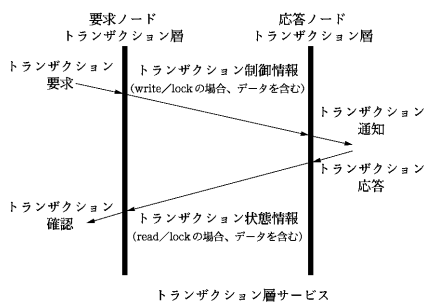 要求ノード
トランザクション層
応答ノード
トランザクション層
トランザクション
要求
トランザクション制御情報
(write/lockの場合、データを含む)
トランザクション
通知
トランザクション
応答
トランザクション
確認
トランザクション状態情報
(read/lockの場合、データを含む)
トランザクション層サービス